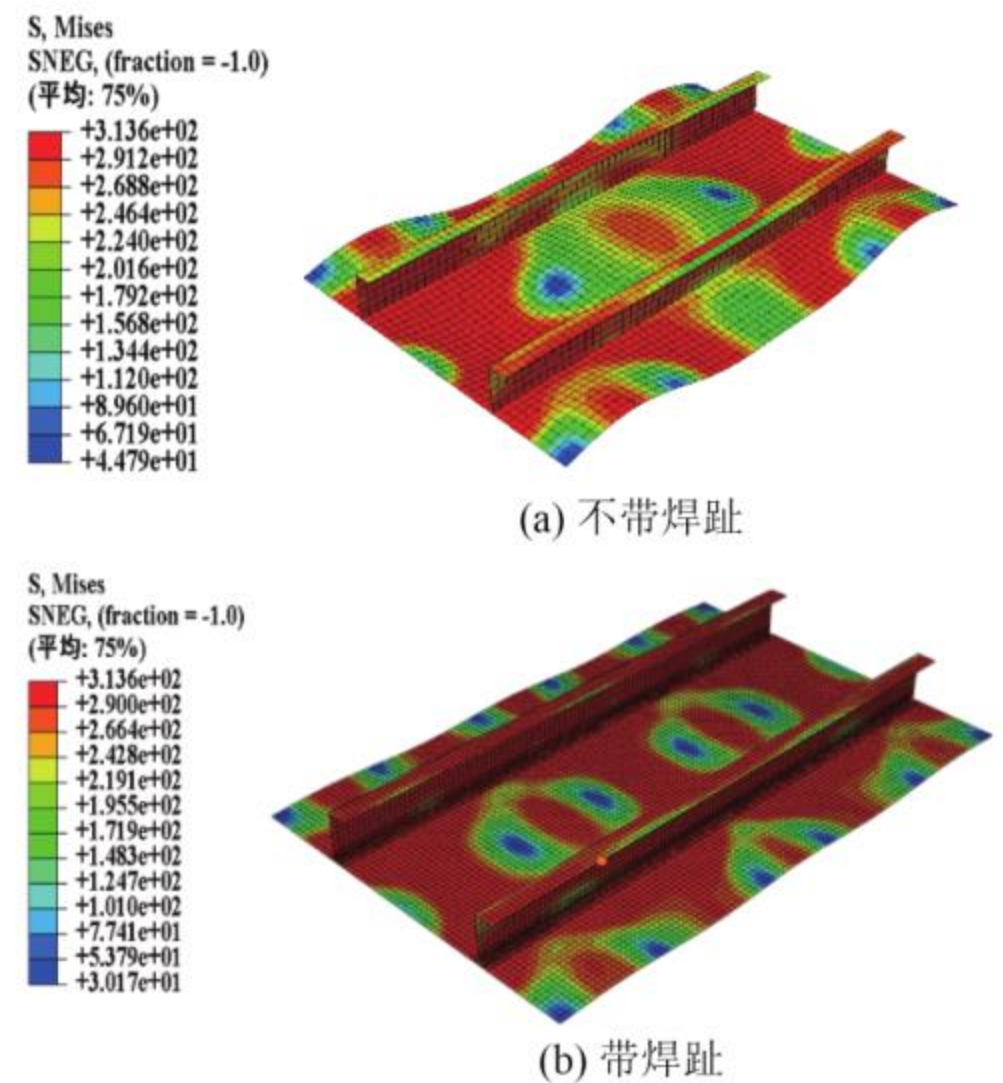 S, Mises
SNEG, (fraction = -1.0)
(平均: 75%)
+3.136e+02
+2.912e+02
+2.688e+02
+2.464e+02
+2.240e+02
+2.016e+02
+1.792e+02
+1.568e+02
+1.344e+02
+1.120e+02
+8.960e+01
+6.719e+01
+4.479e+01
(a) 不带焊趾
S, Mises
SNEG, (fraction = -1.0)
(平均: 75%)
+3.136e+02
+2.900e+02
+2.664e+02
+2.428e+02
+2.191e+02
+1.955e+02
+1.719e+02
+1.483e+02
+1.247e+02
+1.010e+02
+7.741e+01
+5.379e+01
+3.017e+01
(b) 带焊趾